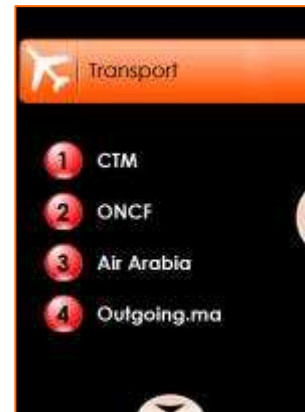 Transport
1 CTM
2 ONCF
3 Air Arabia
4 Outgoing.ma